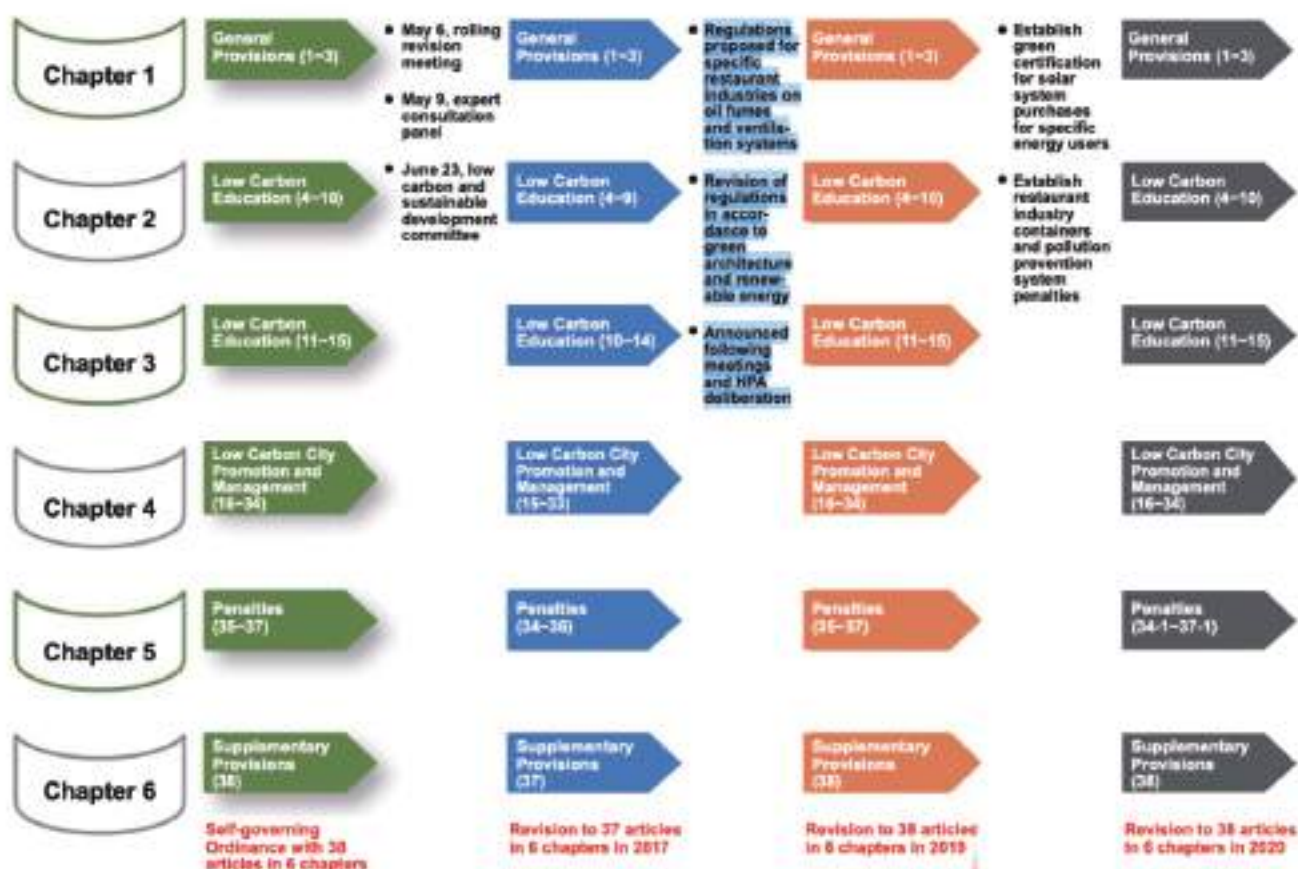 Chapter 1
General
Provisions (1~3)
• May 6, rolling
revision
meeting
• May 9, expert
consultation
panel
General
Provisions (1~3)
• Regulations
proposed for
specific
restaurant
industries on
oil fumes
and ventila-
tion systems
General
Provisions (1~3)
• Establish
green
certification
for solar
system
purchases
for specific
energy users
General
Provisions (1~3)
Chapter 2
Low Carbon
Education (4~10)
• June 23, low
carbon and
sustainable
development
committee
Low Carbon
Education (4~9)
• Revision of
regulations
in accor-
dance to
green
architecture
and renew-
able energy
Low Carbon
Education (4~10)
• Establish
restaurant
industry
containers
and pollution
prevention
system
penalties
Low Carbon
Education (4~10)
Chapter 3
Low Carbon
Education (11~15)
Low Carbon
Education (10~14)
• Announced
following
meetings
and HPA
deliberation
Low Carbon
Education (11~15)
Low Carbon
Education (11~15)
Chapter 4
Low Carbon City
Promotion and
Management
(16~34)
Low Carbon City
Promotion and
Management
(15~33)
Low Carbon City
Promotion and
Management
(16~34)
Low Carbon City
Promotion and
Management
(16~34)
Chapter 5
Penalties
(35~37)
Penalties
(34~36)
Penalties
(35~37)
Penalties
(34-1~37-1)
Chapter 6
Supplementary
Provisions
(38)
Supplementary
Provisions
(37)
Supplementary
Provisions
(38)
Supplementary
Provisions
(38)
Self-governing
Ordinance with 38
articles in 6 chapters
Revision to 37 articles
in 6 chapters in 2017
Revision to 38 articles
in 6 chapters in 2019
Revision to 38 articles
in 6 chapters in 2020